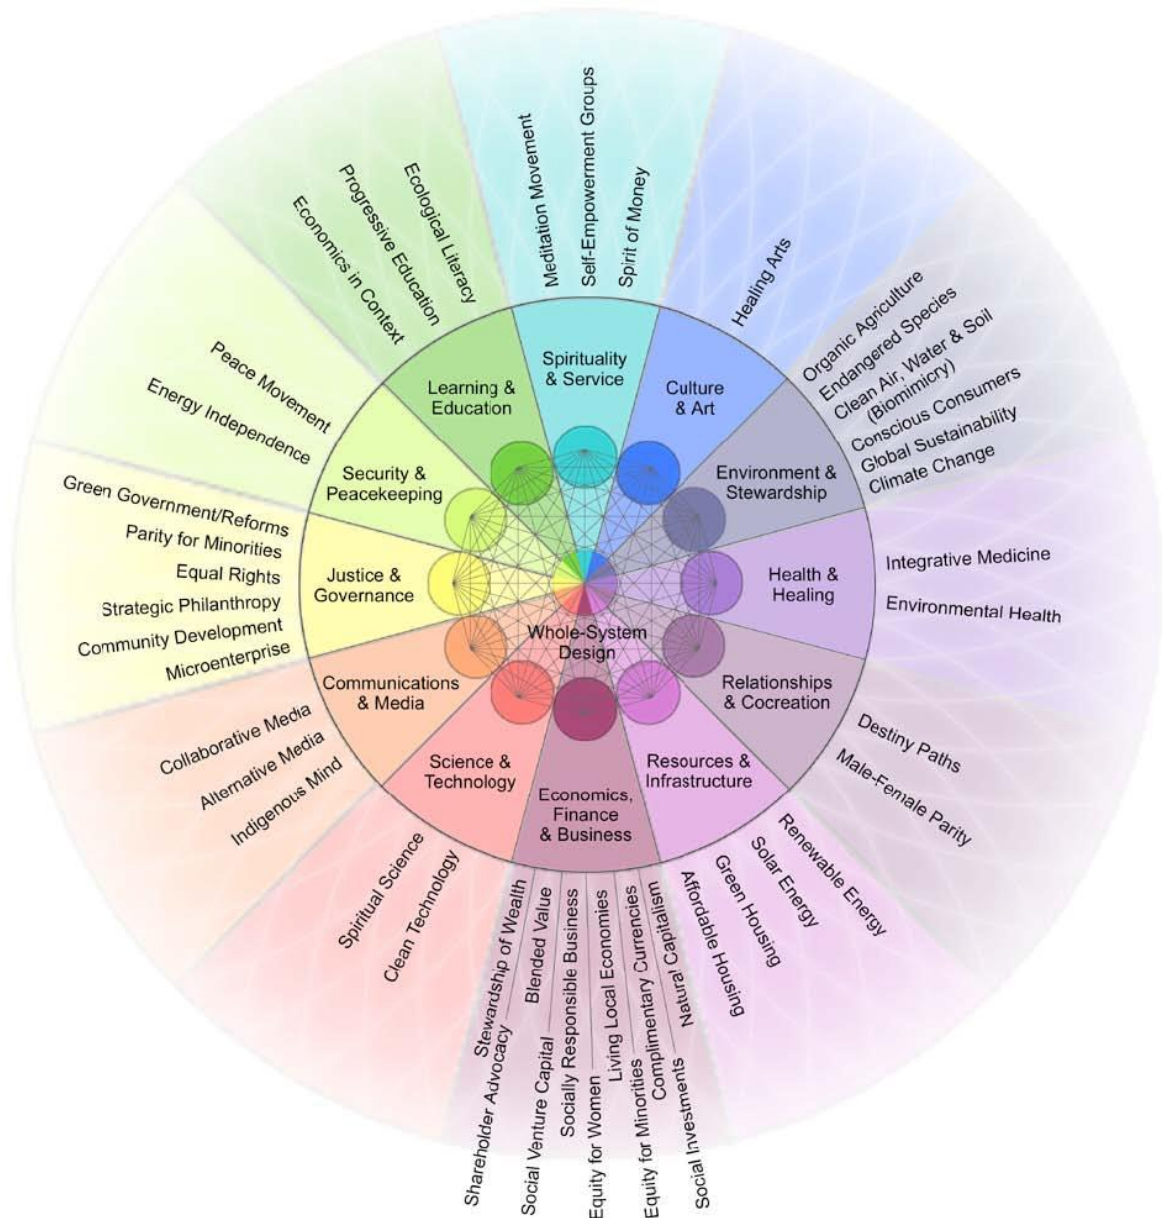 Meditation Movement
Self-Empowerment Groups
Spirit of Money
Healing Arts
Organic Agriculture
Endangered Species
Clean Air, Water & Soil
(Biomimicry)
Conscious Consumers
Global Sustainability
Climate Change
Integrative Medicine
Environmental Health
Destiny Paths
Male-Female Parity
Renewable Energy
Solar Energy
Green Housing
Affordable Housing
Natural Capitalism
Social Investments
Complimentary Currencies
Equity for Minorities
Living Local Economies
Equity for Women
Socially Responsible Business
Social Venture Capital
Blended Value
Shareholder Advocacy
Stewardship of Wealth
Clean Technology
Spiritual Science
Indigenous Mind
Alternative Media
Collaborative Media
Microenterprise
Community Development
Strategic Philanthropy
Equal Rights
Parity for Minorities
Green Government/Reforms
Energy Independence
Peace Movement
Economics in Context
Progressive Education
Ecological Literacy
Spirituality
& Service
Culture
& Art
Environment &
Stewardship
Health &
Healing
Relationships
& Cocreation
Resources &
Infrastructure
Economics,
Finance
& Business
Science &
Technology
Communications
& Media
Justice &
Governance
Security &
Peacekeeping
Learning &
Education
Whole-System
Design